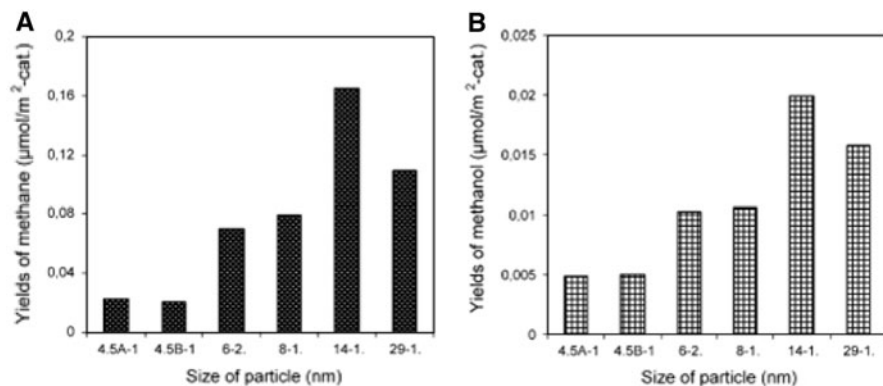 A
Yields of methane (µmol/m²-cat.)
0,2
0,16
0,12
0,08
0,04
0
4.5A-1 4.5B-1 6-2. 8-1. 14-1. 29-1.
Size of particle (nm)
B
Yields of methanol (µmol/m²-cat.)
0,025
0,02
0,015
0,01
0,005
0
4.5A-1 4.5B-1 6-2. 8-1. 14-1. 29-1.
Size of particle (nm)